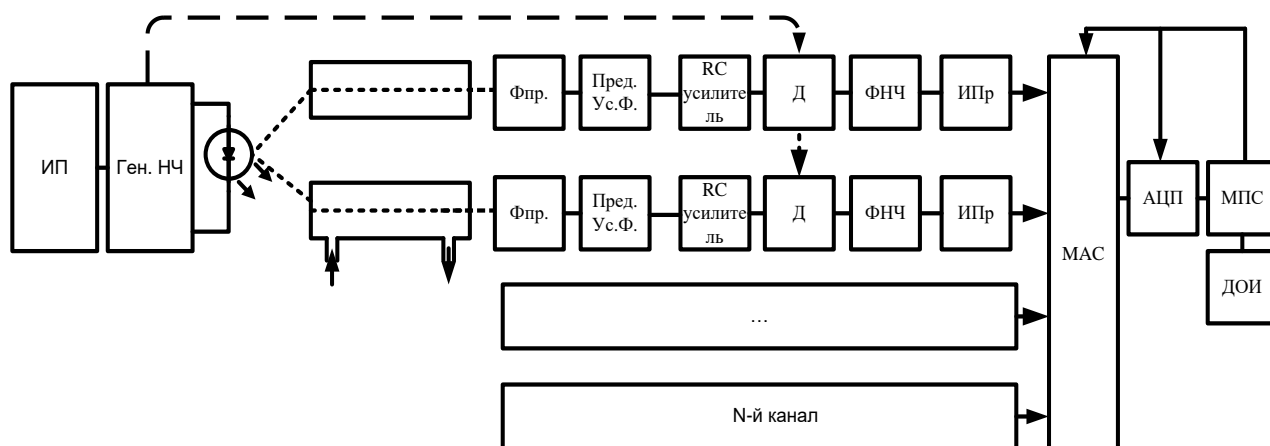 ИП
Ген. НЧ
Фпр.
Пред.
Ус.Ф.
RC
усилите
ль
Д
ФНЧ
ИПр
Фпр.
Пред.
Ус.Ф.
RC
усилите
ль
Д
ФНЧ
ИПр
МАС
АЦП
МПС
ДОИ
...
N-й канал